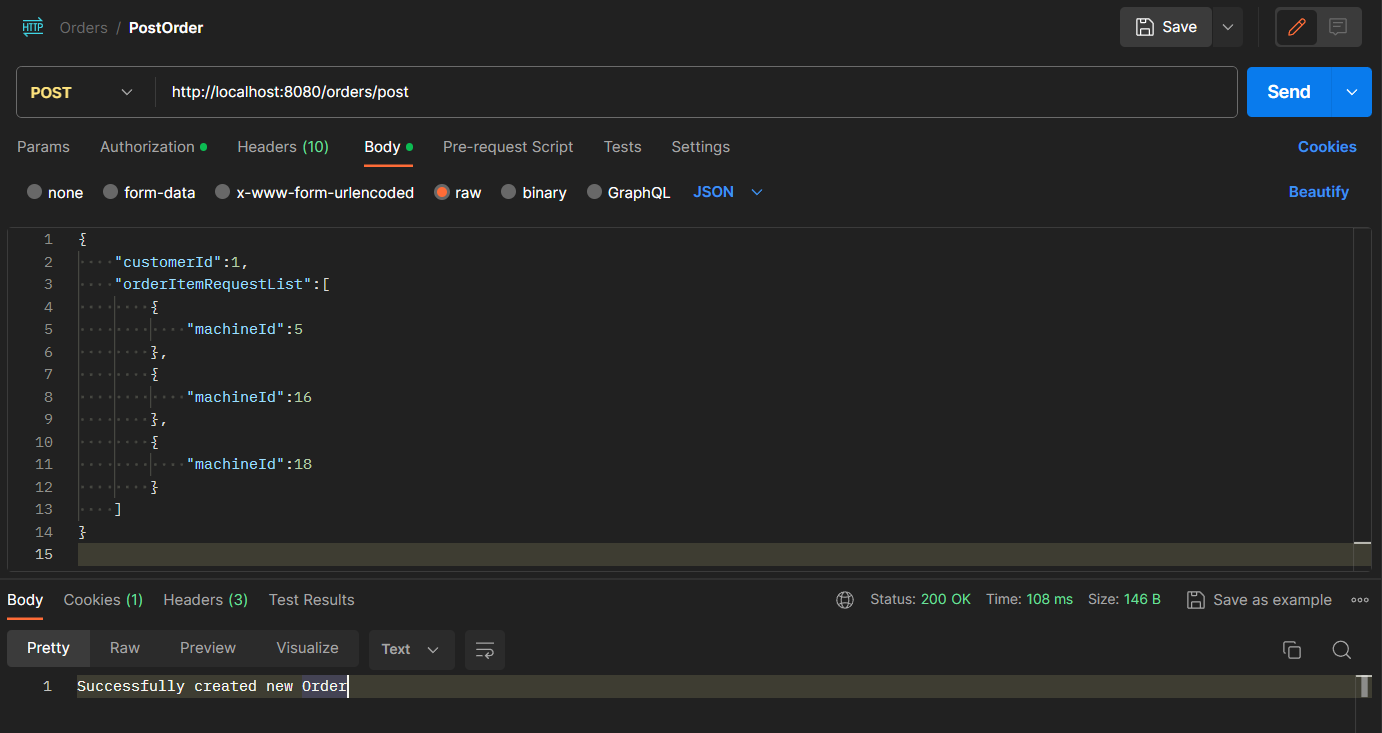 HTTP Orders / PostOrder Save
POST http://localhost:8080/orders/post Send
Params Authorization Headers (10) Body Pre-request Script Tests Settings Cookies
none form-data x-www-form-urlencoded raw binary GraphQL JSON Beautify
1 {
2 "customerId":1,
3 "orderItemRequestList":[
4 {
5 "machineId":5
6 },
7 {
8 "machineId":16
9 },
10 {
11 "machineId":18
12 }
13 ]
14 }
15
Body Cookies (1) Headers (3) Test Results Status: 200 OK Time: 108 ms Size: 146 B Save as example
Pretty Raw Preview Visualize Text
1 Successfully created new Order